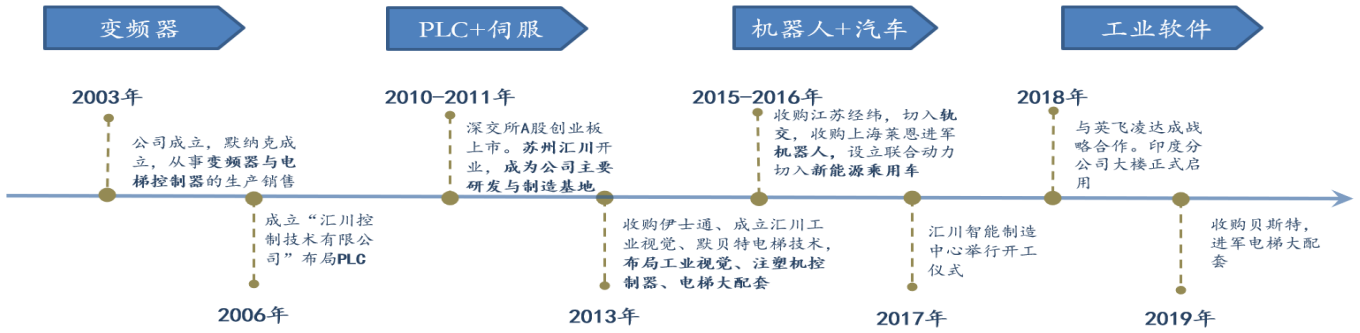 变频器
PLC+伺服
机器人+汽车
工业软件
2003年
公司成立，默纳克成
立，从事变频器与电
梯控制器的生产销售
2006年
成立“汇川控
制技术有限公
司”布局PLC
2010-2011年
深交所A股创业板
上市。苏州汇川开
业，成为公司主要
研发与制造基地
2013年
收购伊士通、成立汇川工
业视觉、默贝特电梯技术，
布局工业视觉、注塑机控
制器、电梯大配套
2015-2016年
收购江苏经纬，切入轨
交，收购上海莱恩进军
机器人，设立联合动力
切入新能源乘用车
2017年
汇川智能制造
中心举行开工
仪式
2018年
与英飞凌达成战
略合作。印度分
公司大楼正式启
用
2019年
收购贝斯特，
进军电梯大配
套